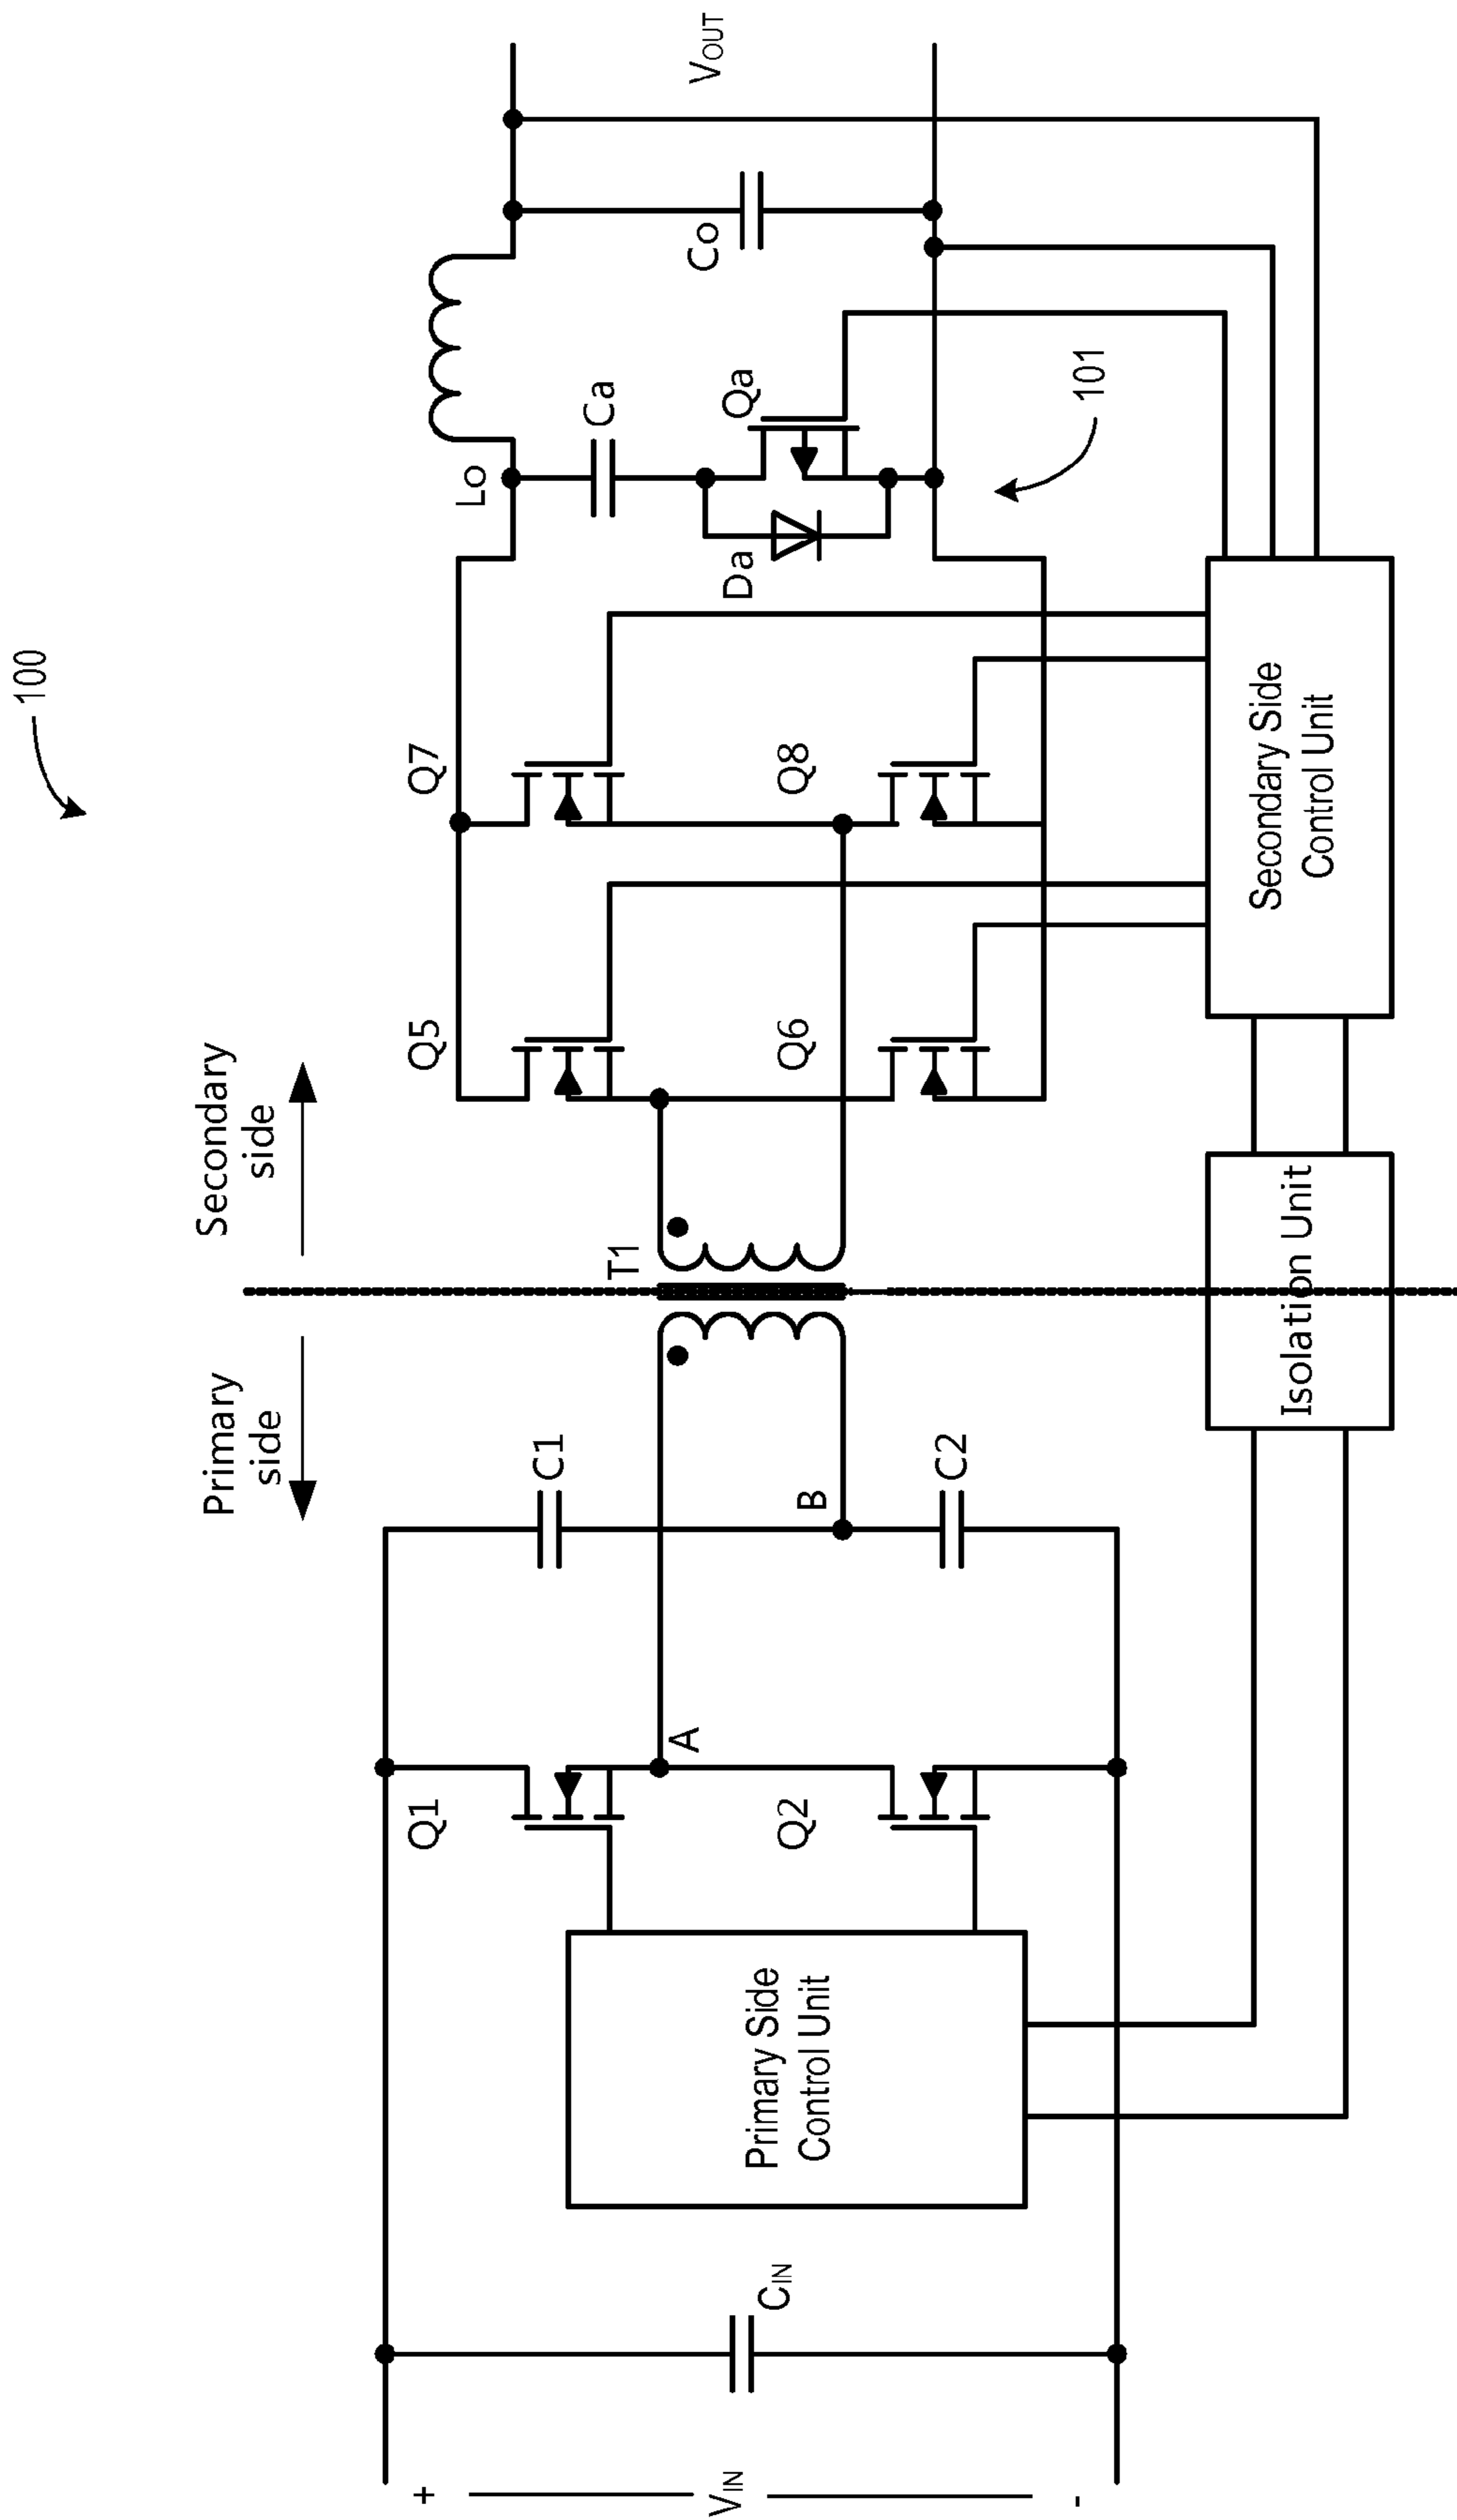 100
Primary
side
Secondary
side
+
VIN
-
CIN
Primary Side
Control Unit
Q1
Q2
A
B
C1
C2
T1
Isolation Unit
Q5
Q6
Q7
Q8
Secondary Side
Control Unit
Da
Lo
Ca
Qa
101
Co
VOUT